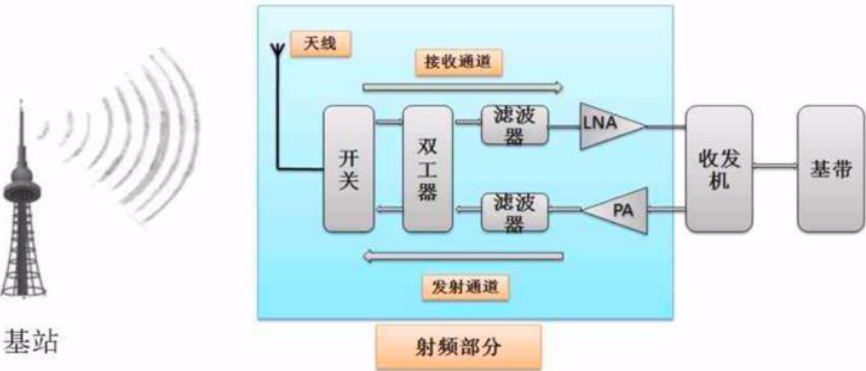 天线
接收通道
开关
双工器
滤波
器
LNA
收发
机
基带
滤波
器
PA
发射通道
基站
射频部分